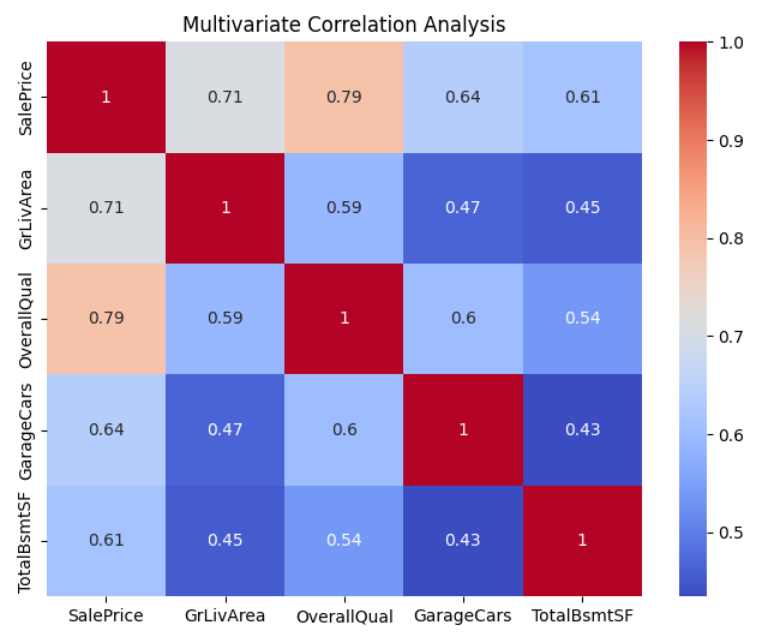 Multivariate Correlation Analysis
SalePrice 1 0.71 0.79 0.64 0.61
GrLivArea 0.71 1 0.59 0.47 0.45
OverallQual 0.79 0.59 1 0.6 0.54
GarageCars 0.64 0.47 0.6 1 0.43
TotalBsmtSF 0.61 0.45 0.54 0.43 1
SalePrice GrLivArea OverallQual GarageCars TotalBsmtSF
1.0
0.9
0.8
0.7
0.6
0.5